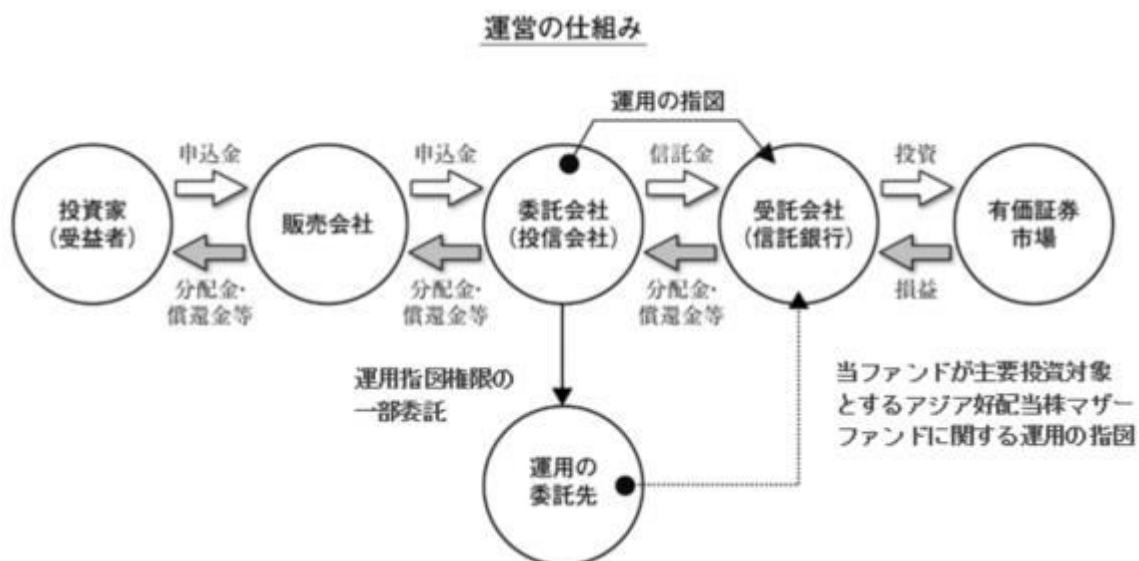 運営の仕組み
運用の指図
申込金
申込金
信託金
投資
投資家
(受益者)
販売会社
委託会社
(投信会社)
受託会社
(信託銀行)
有価証券
市場
分配金・
償還金等
分配金・
償還金等
分配金・
償還金等
損益
運用指図権限の
一部委託
当ファンドが主要投資対象
とするアジア好配当株マザー
ファンドに関する運用の指図
運用の
委託先